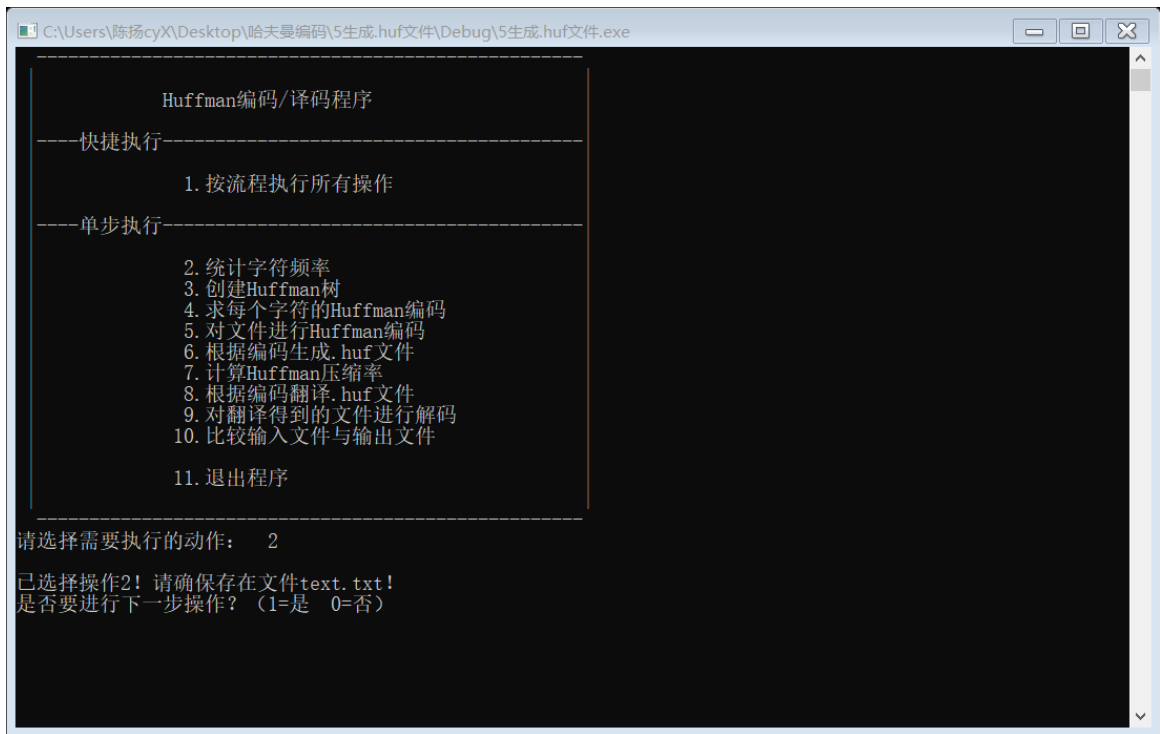 C:\Users\陈扬cyX\Desktop\哈夫曼编码\5生成.huf文件\Debug\5生成.huf文件.exe
Huffman编码/译码程序
----快捷执行----------------------------------------
1.按流程执行所有操作
----单步执行----------------------------------------
2.统计字符频率
3.创建Huffman树
4.求每个字符的Huffman编码
5.对文件进行Huffman编码
6.根据编码生成.huf文件
7.计算Huffman压缩率
8.根据编码翻译.huf文件
9.对翻译得到的文件进行解码
10.比较输入文件与输出文件
11.退出程序
请选择需要执行的动作： 2
已选择操作2！请确保存在文件text.txt！
是否要进行下一步操作？（1=是 0=否）